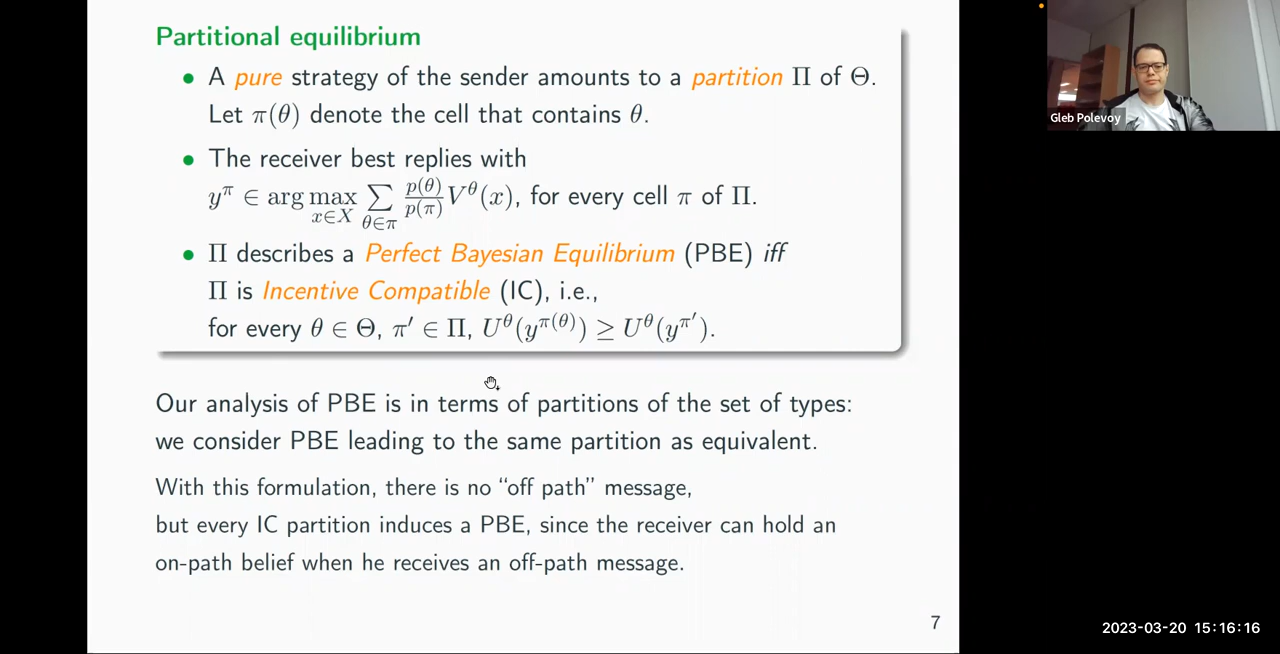 Partitional equilibrium
• A pure strategy of the sender amounts to a partition Π of Θ.
Let π(θ) denote the cell that contains θ.
• The receiver best replies with
y^π ∈ arg max_{x∈X} ∑_{θ∈π} p(θ)/p(π) V^θ(x), for every cell π of Π.
• Π describes a Perfect Bayesian Equilibrium (PBE) iff
Π is Incentive Compatible (IC), i.e.,
for every θ ∈ Θ, π′ ∈ Π, U^θ(y^{π(θ)}) ≥ U^θ(y^{π′}).
Our analysis of PBE is in terms of partitions of the set of types:
we consider PBE leading to the same partition as equivalent.
With this formulation, there is no “off path” message,
but every IC partition induces a PBE, since the receiver can hold an
on-path belief when he receives an off-path message.
7
Gleb Polevoy
2023-03-20 15:16:16